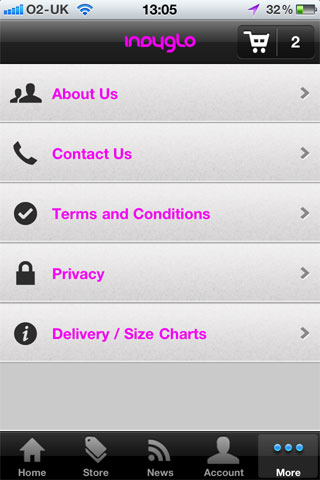 O2-UK 13:05 32%
indyglo 2
About Us
Contact Us
Terms and Conditions
Privacy
Delivery / Size Charts
Home Store News Account More